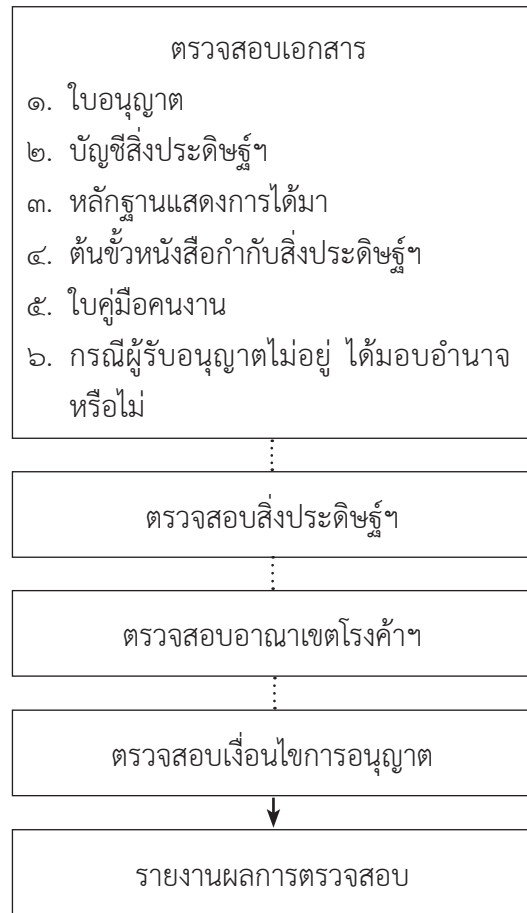 ตรวจสอบเอกสาร
๑. ใบอนุญาต
๒. บัญชีสิ่งประดิษฐ์ฯ
๓. หลักฐานแสดงการได้มา
๔. ต้นขั้วหนังสือกำกับสิ่งประดิษฐ์ฯ
๕. ใบคู่มือคนงาน
๖. กรณีผู้รับอนุญาตไม่อยู่ ได้มอบอำนาจ
หรือไม่
ตรวจสอบสิ่งประดิษฐ์ฯ
ตรวจสอบอาณาเขตโรงค้าฯ
ตรวจสอบเงื่อนไขการอนุญาต
รายงานผลการตรวจสอบ